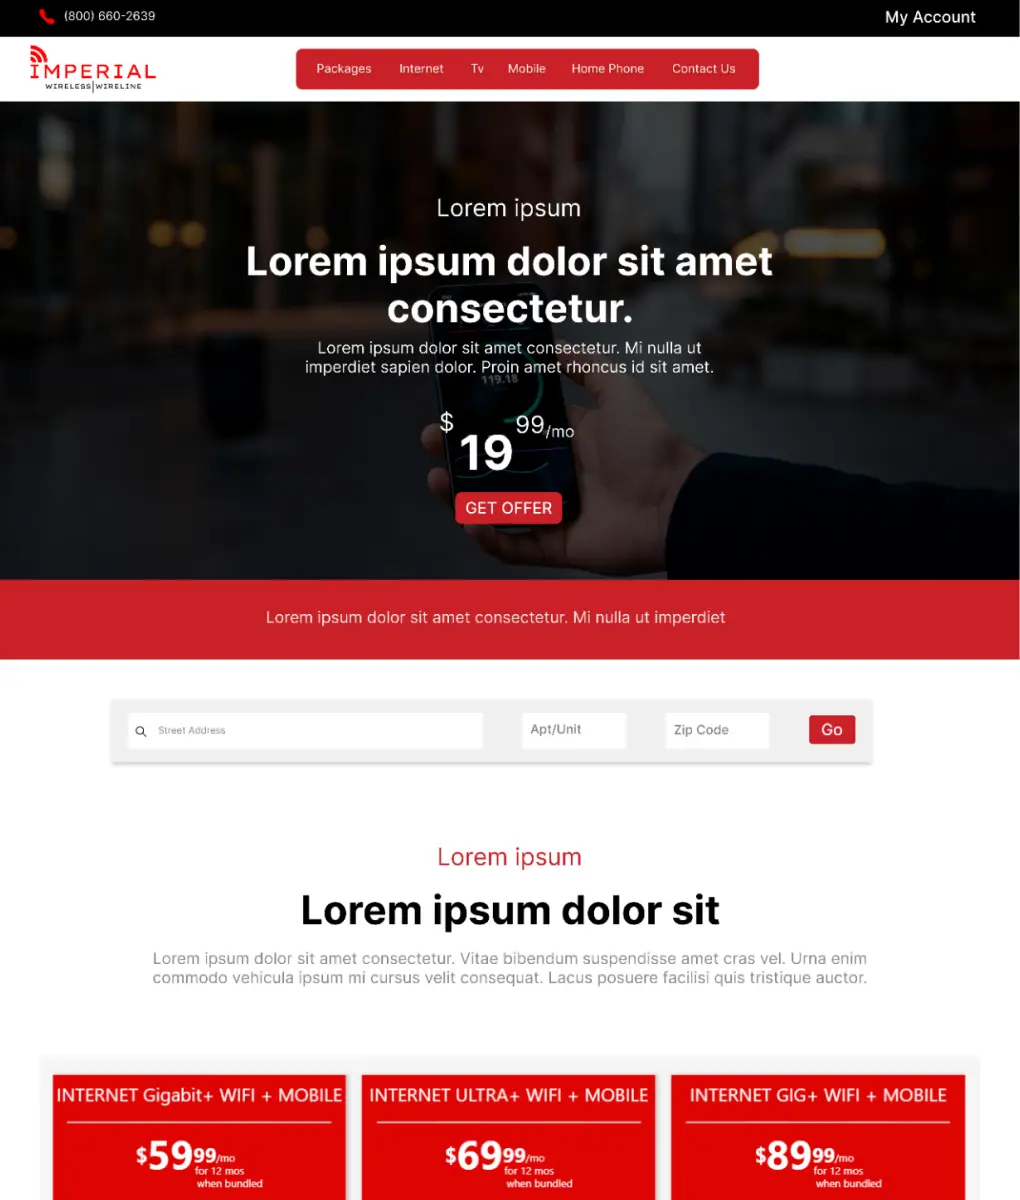 (800) 660-2639
My Account
IMPERIAL
WIRELESS|WIRELINE
Packages Internet Tv Mobile Home Phone Contact Us
Lorem ipsum
Lorem ipsum dolor sit amet
consectetur.
Lorem ipsum dolor sit amet consectetur. Mi nulla ut
imperdiet sapien dolor. Proin amet rhoncus id sit amet.
119.18
$19 99/mo
GET OFFER
Lorem ipsum dolor sit amet consectetur. Mi nulla ut imperdiet
Street Address Apt/Unit Zip Code Go
Lorem ipsum
Lorem ipsum dolor sit
Lorem ipsum dolor sit amet consectetur. Vitae bibendum suspendisse amet cras vel. Urna enim
commodo vehicula ipsum mi cursus velit consequat. Lacus posuere facilisi quis tristique auctor.
INTERNET Gigabit+ WIFI + MOBILE
$5999/mo
for 12 mos
when bundled
INTERNET ULTRA+ WIFI + MOBILE
$6999/mo
for 12 mos
when bundled
INTERNET GIG+ WIFI + MOBILE
$8999/mo
for 12 mos
when bundled